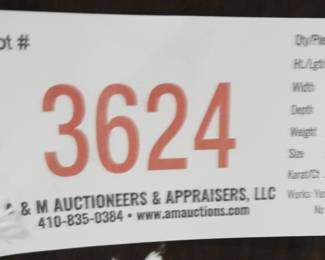 ot #
3624
& M AUCTIONEERS & APPRAISERS, LLC
410-835-0384 • www.amauctions.com
Qty/Pie
Ht./Lgth
Width
Depth
Weight
Size
Karat/Ct
Works: Yes
No